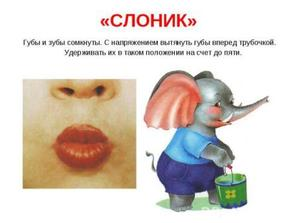 «СЛОНИК»
Губы и зубы сомкнуты. С напряжением вытянуть губы вперед трубочкой.
Удерживать их в таком положении на счет до пяти.